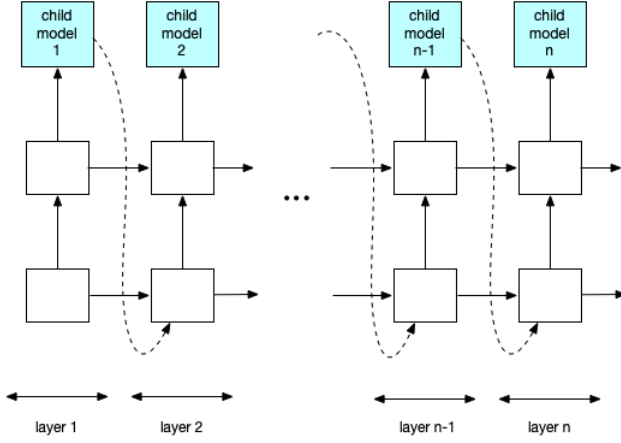 child
model
1
child
model
2
child
model
n-1
child
model
n
...
layer 1
layer 2
layer n-1
layer n